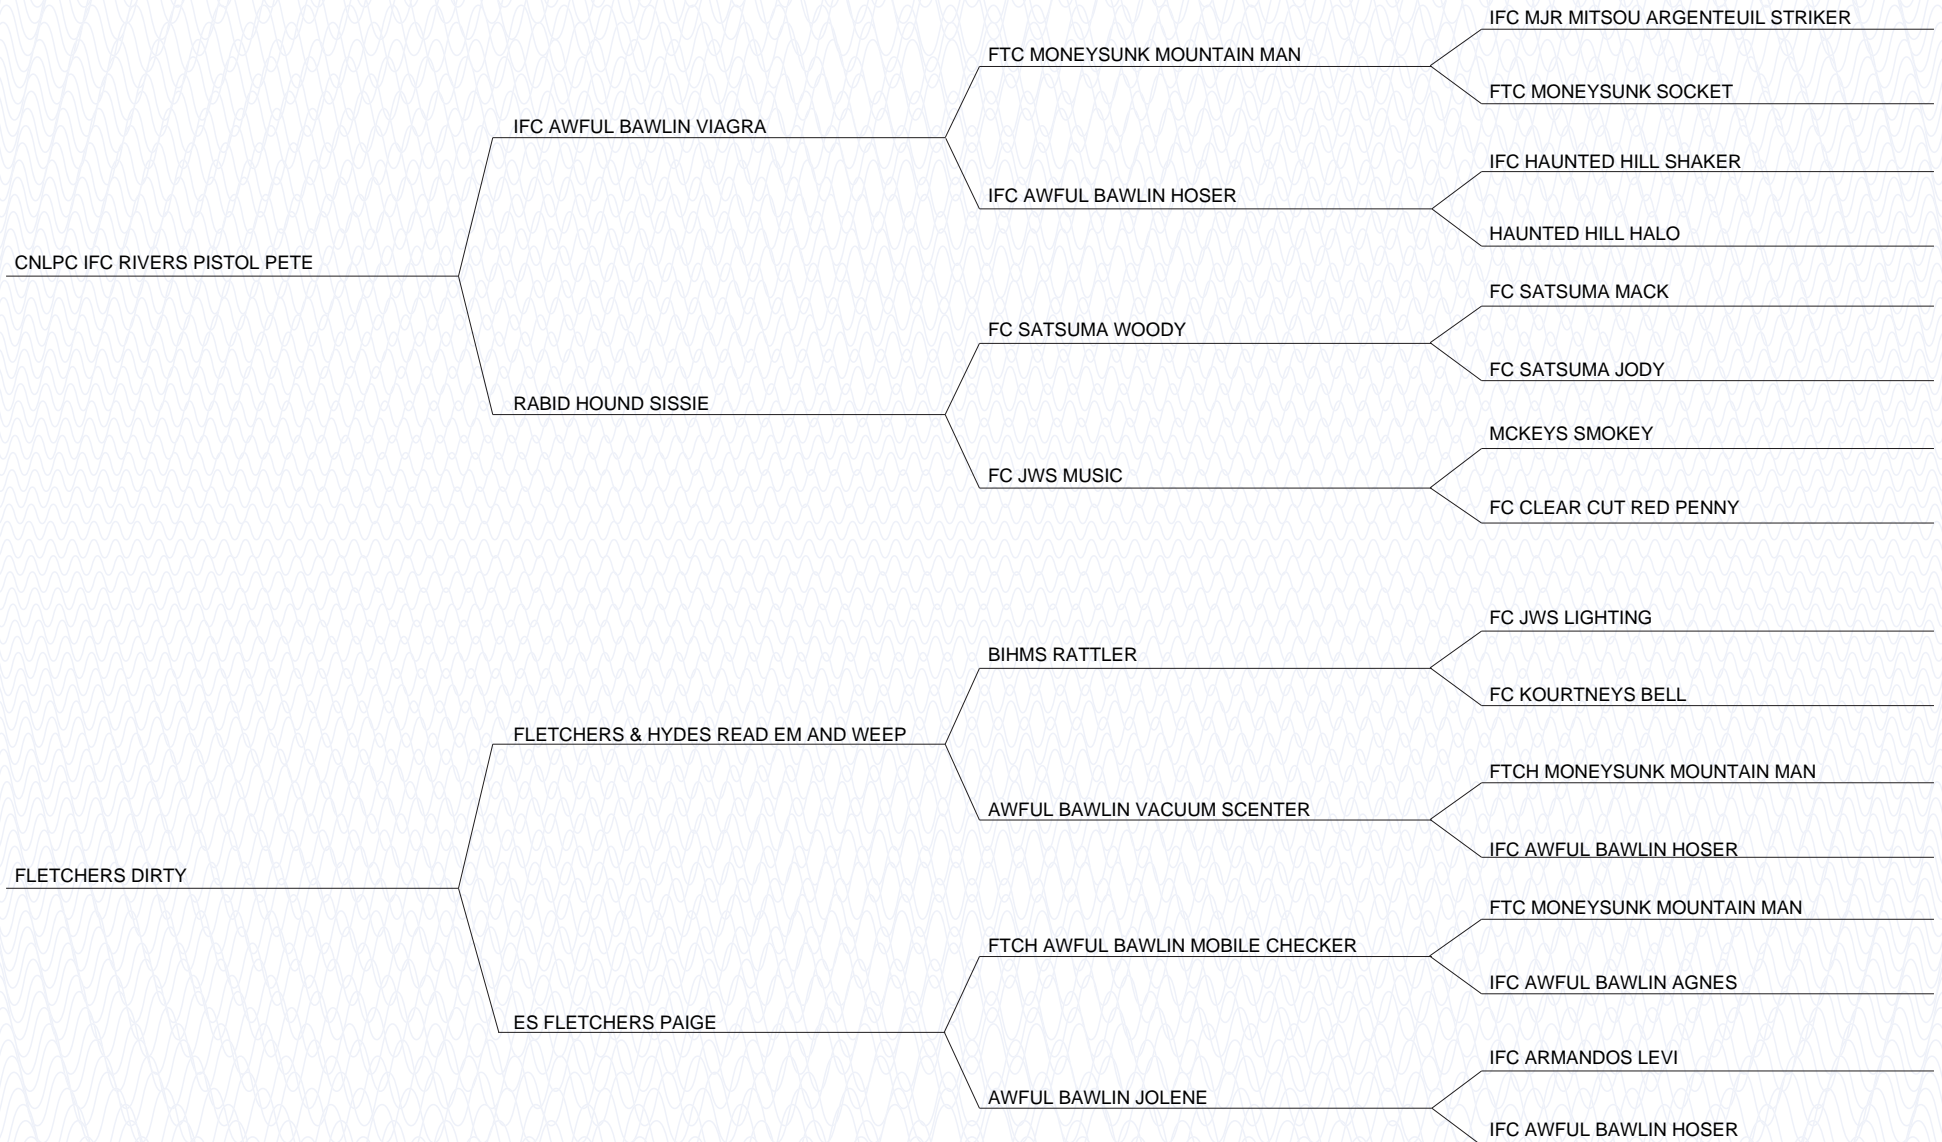 IFC MJR MITSOU ARGENTEUIL STRIKER
FTC MONEYSUNK MOUNTAIN MAN
FTC MONEYSUNK SOCKET
IFC AWFUL BAWLIN VIAGRA
IFC HAUNTED HILL SHAKER
IFC AWFUL BAWLIN HOSER
HAUNTED HILL HALO
CNLPC IFC RIVERS PISTOL PETE
FC SATSUMA MACK
FC SATSUMA WOODY
FC SATSUMA JODY
RABID HOUND SISSIE
MCKEYS SMOKEY
FC JWS MUSIC
FC CLEAR CUT RED PENNY
FC JWS LIGHTING
BIHMS RATTLER
FC KOURTNEYS BELL
FLETCHERS & HYDES READ EM AND WEEP
FTCH MONEYSUNK MOUNTAIN MAN
AWFUL BAWLIN VACUUM SCENTER
IFC AWFUL BAWLIN HOSER
FLETCHERS DIRTY
FTC MONEYSUNK MOUNTAIN MAN
FTCH AWFUL BAWLIN MOBILE CHECKER
IFC AWFUL BAWLIN AGNES
ES FLETCHERS PAIGE
IFC ARMANDOS LEVI
AWFUL BAWLIN JOLENE
IFC AWFUL BAWLIN HOSER